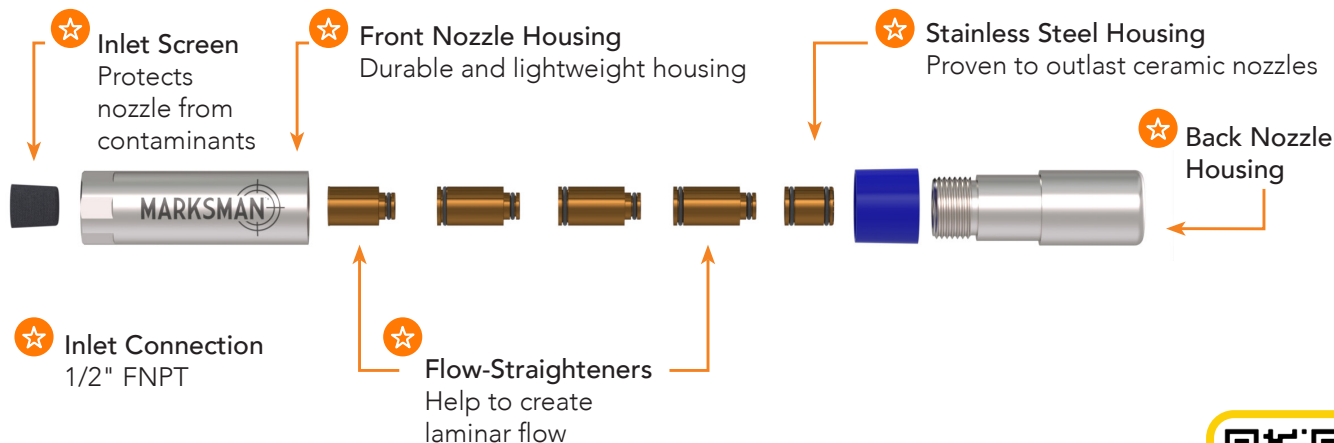 Inlet Screen
Protects
nozzle from
contaminants
Front Nozzle Housing
Durable and lightweight housing
Stainless Steel Housing
Proven to outlast ceramic nozzles
Back Nozzle
Housing
MARKSMAN
Inlet Connection
1/2" FNPT
Flow-Straighteners
Help to create
laminar flow